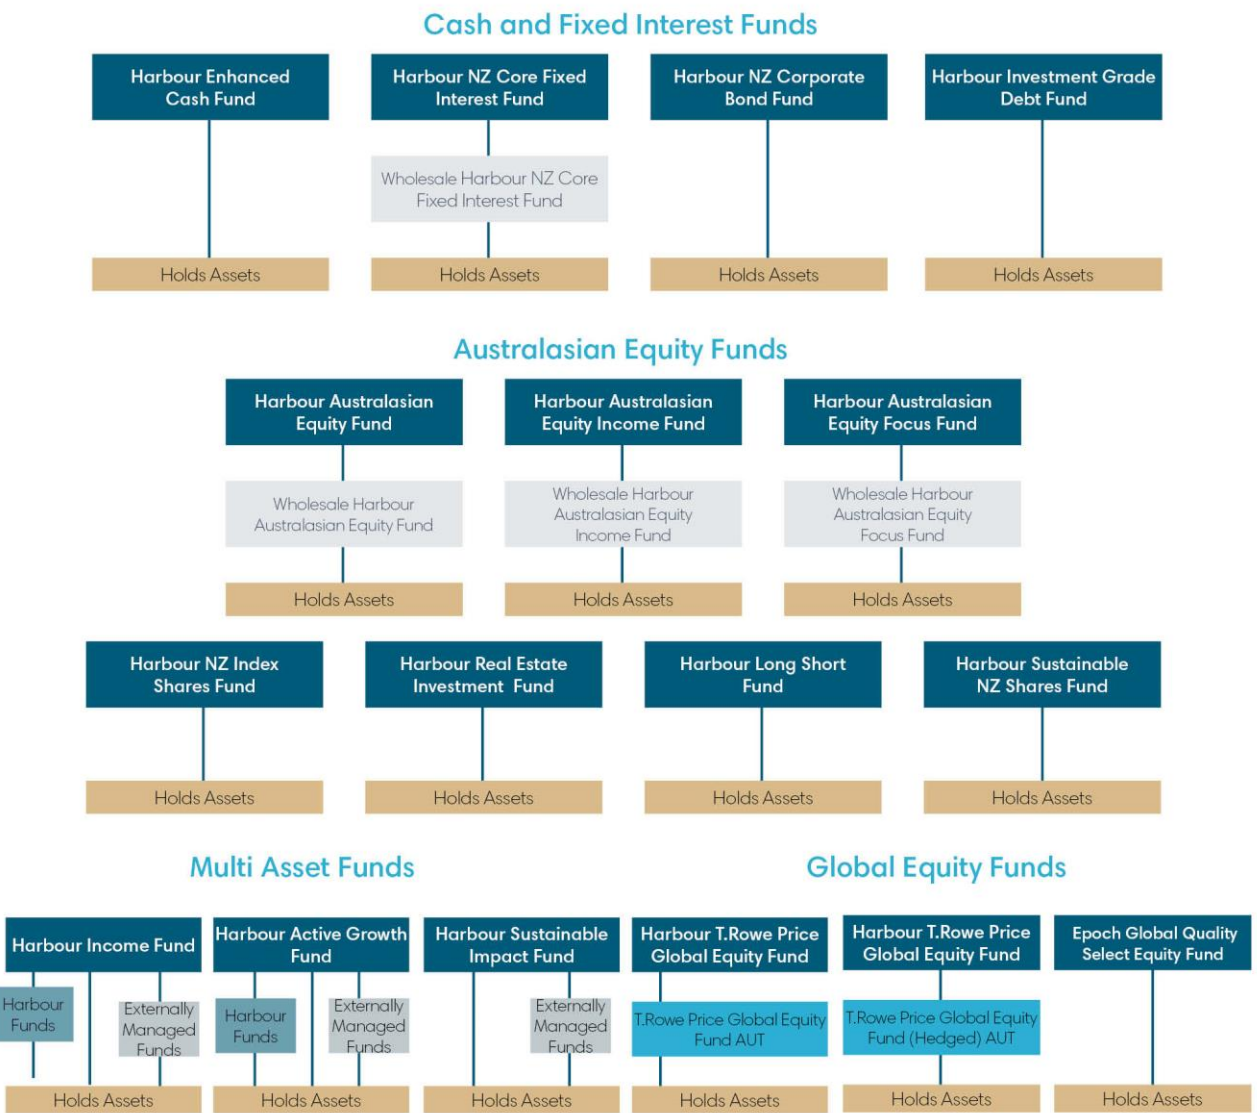 Cash and Fixed Interest Funds
Harbour Enhanced
Cash Fund
Harbour NZ Core Fixed
Interest Fund
Harbour NZ Corporate
Bond Fund
Harbour Investment Grade
Debt Fund
Wholesale Harbour NZ Core
Fixed Interest Fund
Holds Assets
Holds Assets
Holds Assets
Holds Assets
Australasian Equity Funds
Harbour Australasian
Equity Fund
Harbour Australasian
Equity Income Fund
Harbour Australasian
Equity Focus Fund
Wholesale Harbour
Australasian Equity Fund
Wholesale Harbour
Australasian Equity
Income Fund
Wholesale Harbour
Australasian Equity
Focus Fund
Holds Assets
Holds Assets
Holds Assets
Harbour NZ Index
Shares Fund
Harbour Real Estate
Investment Fund
Harbour Long Short
Fund
Harbour Sustainable
NZ Shares Fund
Holds Assets
Holds Assets
Holds Assets
Holds Assets
Multi Asset Funds
Global Equity Funds
Harbour Income Fund
Harbour Active Growth
Fund
Harbour Sustainable
Impact Fund
Harbour T.Rowe Price
Global Equity Fund
Harbour T.Rowe Price
Global Equity Fund
Epoch Global Quality
Select Equity Fund
Harbour
Funds
Externally
Managed
Funds
Harbour
Funds
Externally
Managed
Funds
Externally
Managed
Funds
T.Rowe Price Global Equity
Fund AUT
T.Rowe Price Global Equity
Fund (Hedged) AUT
Holds Assets
Holds Assets
Holds Assets
Holds Assets
Holds Assets
Holds Assets